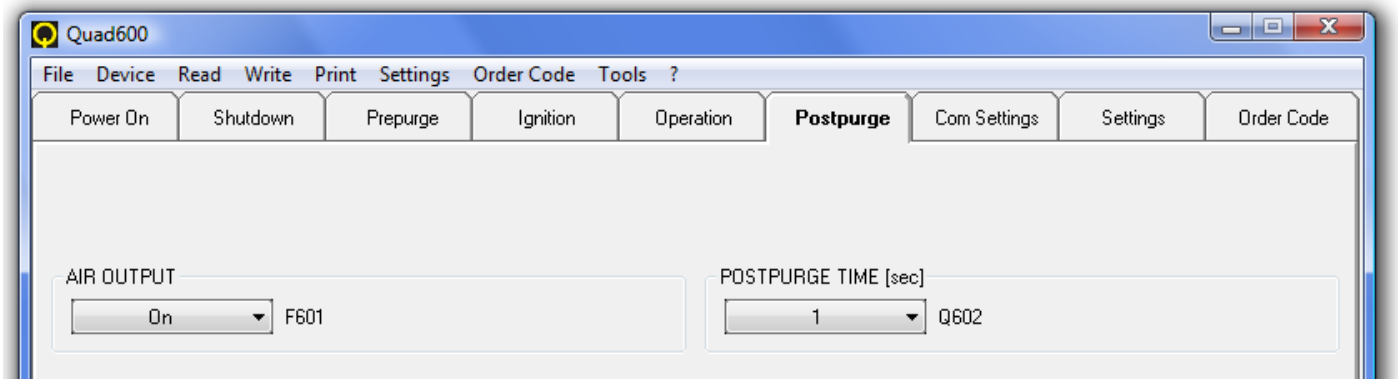 Quad600
File Device Read Write Print Settings Order Code Tools ?
Power On Shutdown Prepurge Ignition Operation Postpurge Com Settings Settings Order Code
AIR OUTPUT POSTPURGE TIME [sec]
On F601 1 Q602